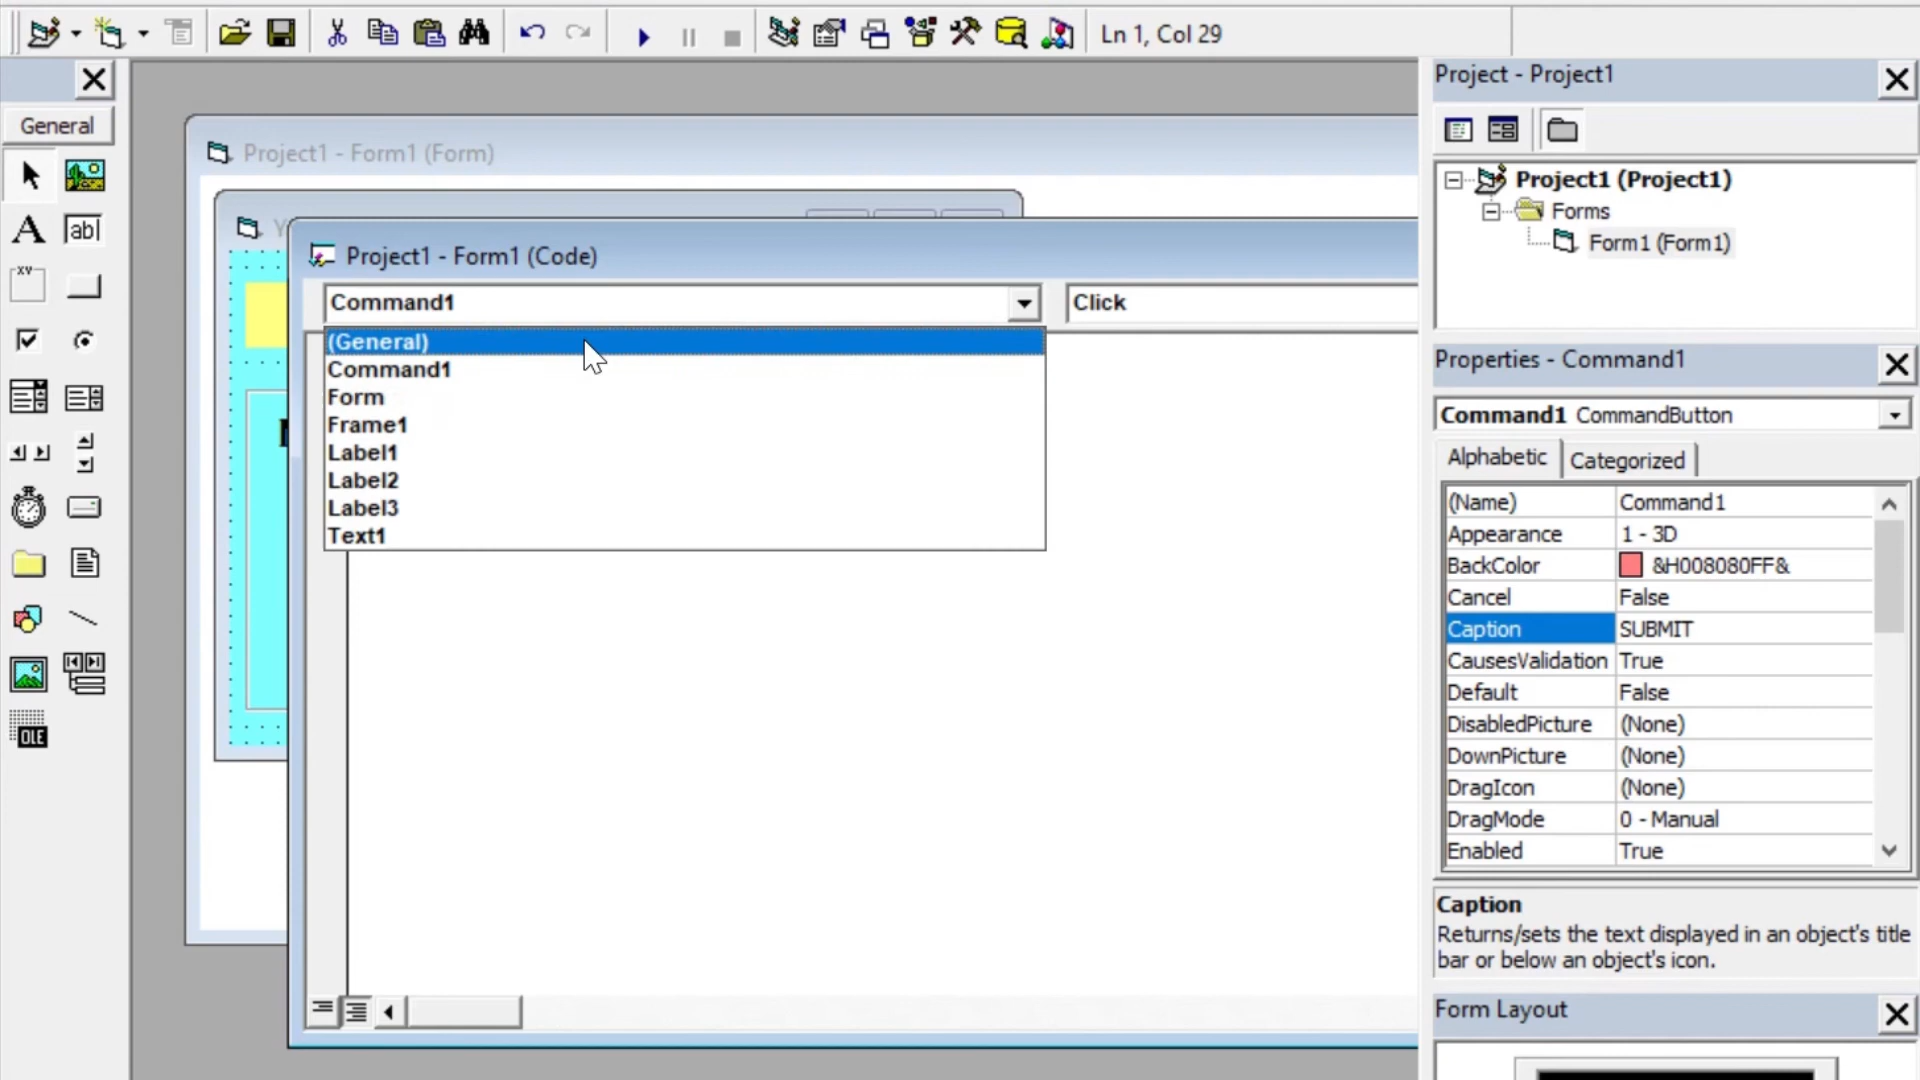 Ln 1, Col 29
General
A
ab
XY
OLE
Project1 - Form1 (Form)
Project1 - Form1 (Code)
Command1
Click
(General)
Command1
Form
Frame1
Label1
Label2
Label3
Text1
Project - Project1
Project1 (Project1)
Forms
Form1 (Form1)
Properties - Command1
Command1 CommandButton
Alphabetic Categorized
(Name) Command1
Appearance 1 - 3D
BackColor &H008080FF&
Cancel False
Caption SUBMIT
CausesValidation True
Default False
DisabledPicture (None)
DownPicture (None)
DragIcon (None)
DragMode 0 - Manual
Enabled True
Caption
Returns/sets the text displayed in an object's title
bar or below an object's icon.
Form Layout